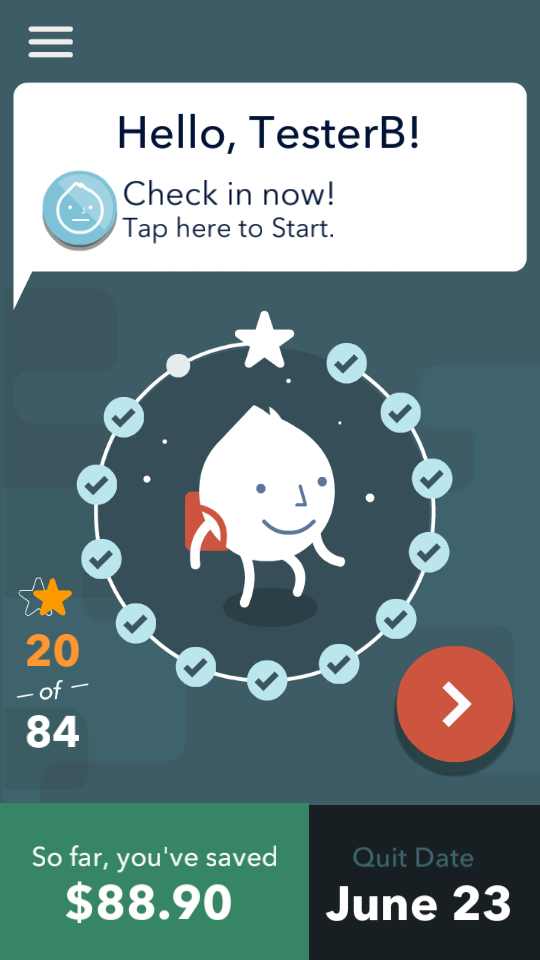 Hello, TesterB!
Check in now!
Tap here to Start.
20
of
84
So far, you've saved
$88.90
Quit Date
June 23